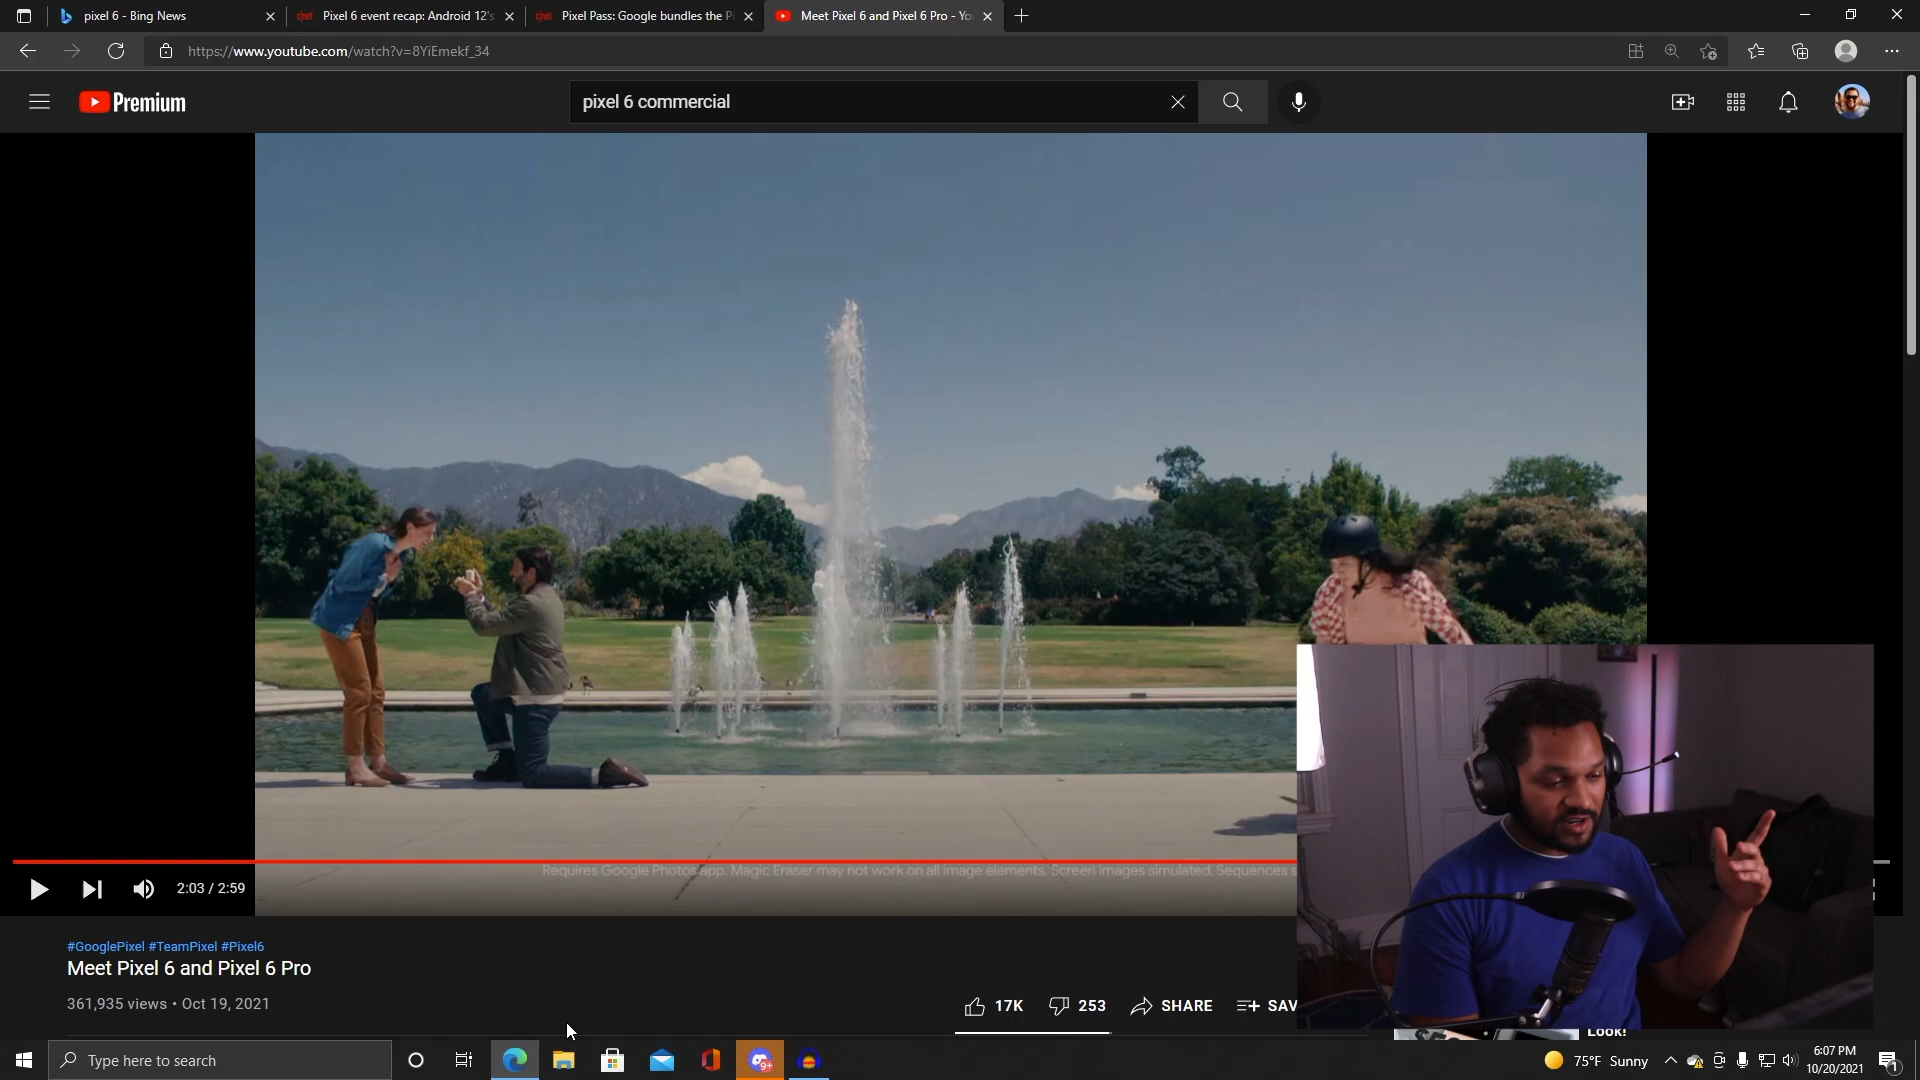 pixel 6 - Bing News
Pixel 6 event recap: Android 12's
Pixel Pass: Google bundles the P
Meet Pixel 6 and Pixel 6 Pro - Yo
https://www.youtube.com/watch?v=8YiEmekf_34
Premium
pixel 6 commercial
2:03 / 2:59
Requires Google Photos app. Magic Eraser may not work on all image elements. Screen images simulated. Sequences s
#GooglePixel #TeamPixel #Pixel6
Meet Pixel 6 and Pixel 6 Pro
361,935 views • Oct 19, 2021
17K
253
SHARE
SAV
Look!
Type here to search
9+
75°F Sunny
6:07 PM
10/20/2021
1